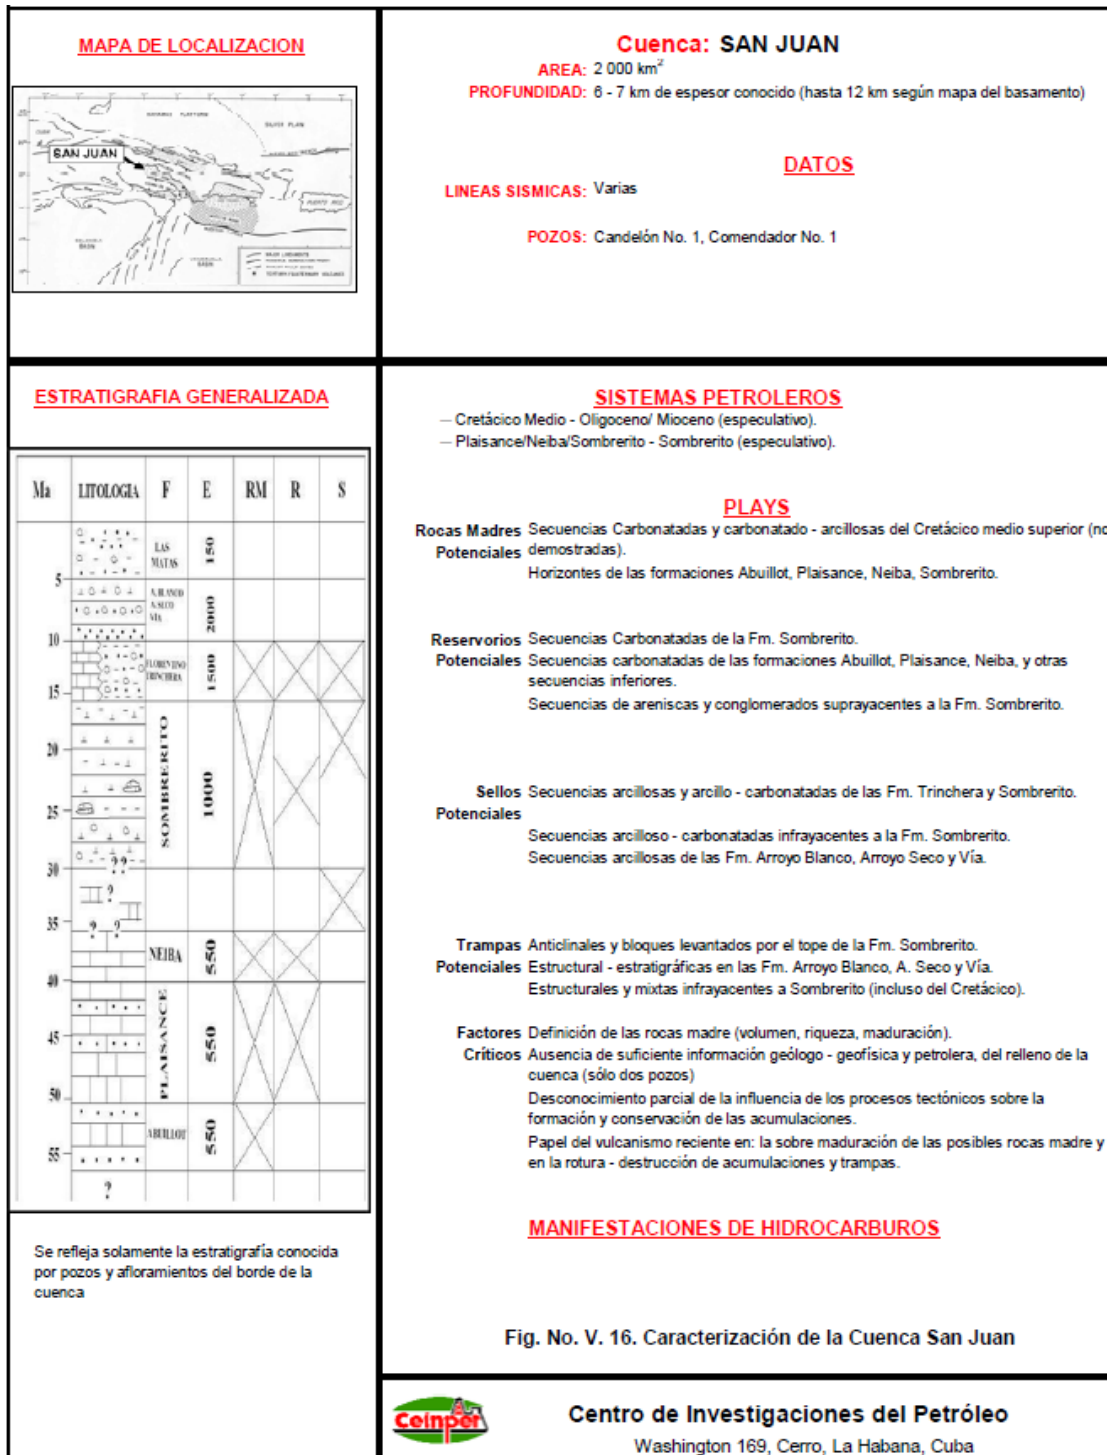 MAPA DE LOCALIZACION
SAN JUAN
Cuenca: SAN JUAN
AREA: 2 000 km²
PROFUNDIDAD: 6 - 7 km de espesor conocido (hasta 12 km según mapa del basamento)
DATOS
LINEAS SISMICAS: Varias
POZOS: Candelón No. 1, Comendador No. 1
ESTRATIGRAFIA GENERALIZADA
Ma LITOLOGIA F E RM R S
LAS MATAS 150
5
A. BLANCO
A. SECO
VIA
2000
10
FLORENTINO
TRINCHERA
1500
15
20
SOMBRERITO 1000
25
? ?
30
?
35
? ?
NEIBA 550
40
45
PLAISANCE 550
50
ABUILLOT 550
55
?
Se refleja solamente la estratigrafía conocida
por pozos y afloramientos del borde de la
cuenca
SISTEMAS PETROLEROS
— Cretácico Medio - Oligoceno/ Mioceno (especulativo).
— Plaisance/Neiba/Sombrerito - Sombrerito (especulativo).
PLAYS
Rocas Madres Secuencias Carbonatadas y carbonatado - arcillosas del Cretácico medio superior (no
Potenciales demostradas).
Horizontes de las formaciones Abuillot, Plaisance, Neiba, Sombrerito.
Reservorios Secuencias Carbonatadas de la Fm. Sombrerito.
Potenciales Secuencias carbonatadas de las formaciones Abuillot, Plaisance, Neiba, y otras
secuencias inferiores.
Secuencias de areniscas y conglomerados suprayacentes a la Fm. Sombrerito.
Sellos Secuencias arcillosas y arcillo - carbonatadas de las Fm. Trinchera y Sombrerito.
Potenciales
Secuencias arcilloso - carbonatadas infrayacentes a la Fm. Sombrerito.
Secuencias arcillosas de las Fm. Arroyo Blanco, Arroyo Seco y Vía.
Trampas Anticlinales y bloques levantados por el tope de la Fm. Sombrerito.
Potenciales Estructural - estratigráficas en las Fm. Arroyo Blanco, A. Seco y Vía.
Estructurales y mixtas infrayacentes a Sombrerito (incluso del Cretácico).
Factores Definición de las rocas madre (volumen, riqueza, maduración).
Críticos Ausencia de suficiente información geólogo - geofísica y petrolera, del relleno de la
cuenca (sólo dos pozos)
Desconocimiento parcial de la influencia de los procesos tectónicos sobre la
formación y conservación de las acumulaciones.
Papel del vulcanismo reciente en: la sobre maduración de las posibles rocas madre y
en la rotura - destrucción de acumulaciones y trampas.
MANIFESTACIONES DE HIDROCARBUROS
Fig. No. V. 16. Caracterización de la Cuenca San Juan
Ceinpet
Centro de Investigaciones del Petróleo
Washington 169, Cerro, La Habana, Cuba